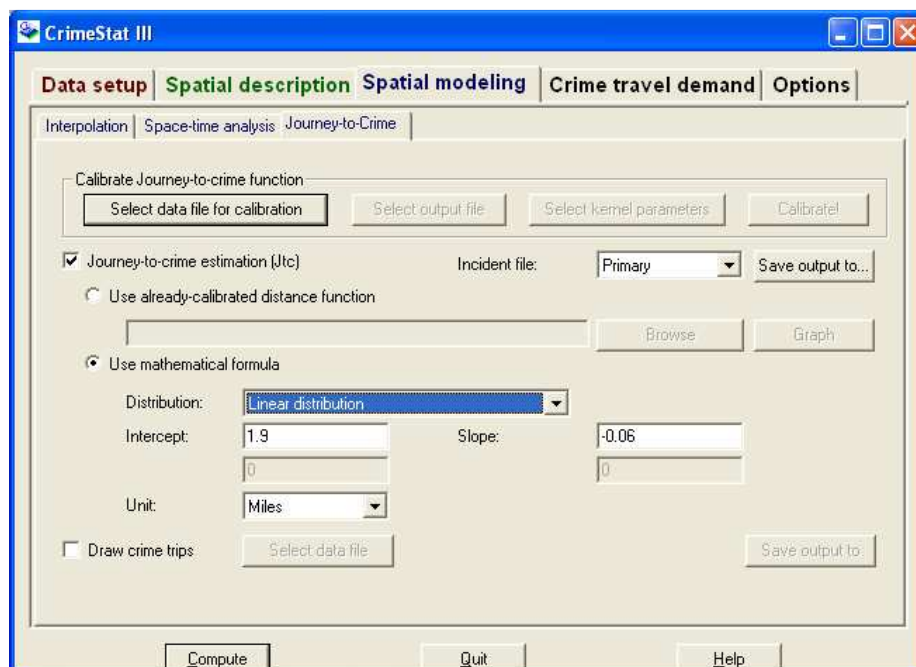 CrimeStat III
Data setup Spatial description Spatial modeling Crime travel demand Options
Interpolation Space-time analysis Journey-to-Crime
Calibrate Journey-to-crime function
Select data file for calibration Select output file Select kernel parameters Calibrate!
Journey-to-crime estimation (Jtc) Incident file: Primary Save output to...
Use already-calibrated distance function
Browse Graph
Use mathematical formula
Distribution: Linear distribution
Intercept: 1.9 Slope: -0.06
0 0
Unit: Miles
Draw crime trips Select data file Save output to
Compute Quit Help